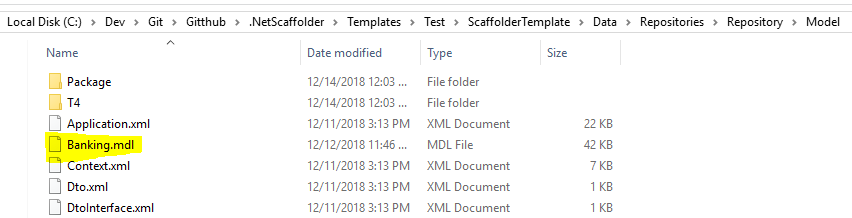 Local Disk (C:) > Dev > Git > Gitthub > .NetScaffolder > Templates > Test > ScaffolderTemplate > Data > Repositories > Repository > Model
Name Date modified Type Size
Package 12/14/2018 12:03 ... File folder
T4 12/14/2018 12:03 ... File folder
Application.xml 12/11/2018 3:13 PM XML Document 22 KB
Banking.mdl 12/12/2018 11:46 ... MDL File 42 KB
Context.xml 12/11/2018 3:13 PM XML Document 7 KB
Dto.xml 12/11/2018 3:13 PM XML Document 1 KB
DtoInterface.xml 12/11/2018 3:13 PM XML Document 1 KB